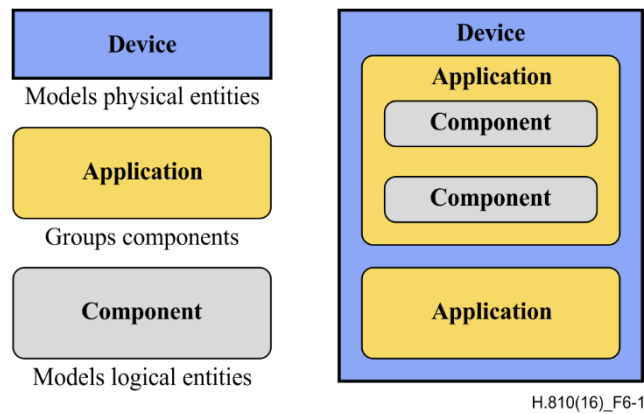 Device
Models physical entities
Application
Groups components
Component
Models logical entities
Device
Application
Component
Component
Application
H.810(16)_F6-1